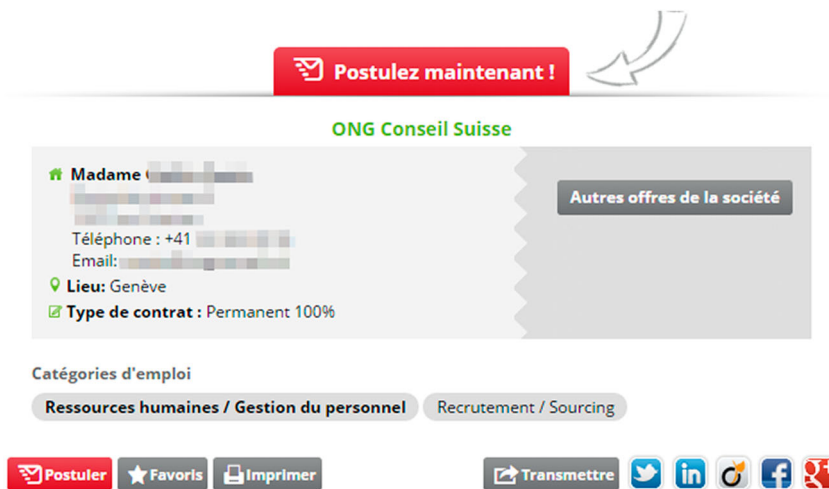 Postulez maintenant !
ONG Conseil Suisse
Madame
Autres offres de la société
Téléphone : +41
Email:
Lieu: Genève
Type de contrat : Permanent 100%
Catégories d'emploi
Ressources humaines / Gestion du personnel Recrutement / Sourcing
Postuler Favoris Imprimer Transmettre